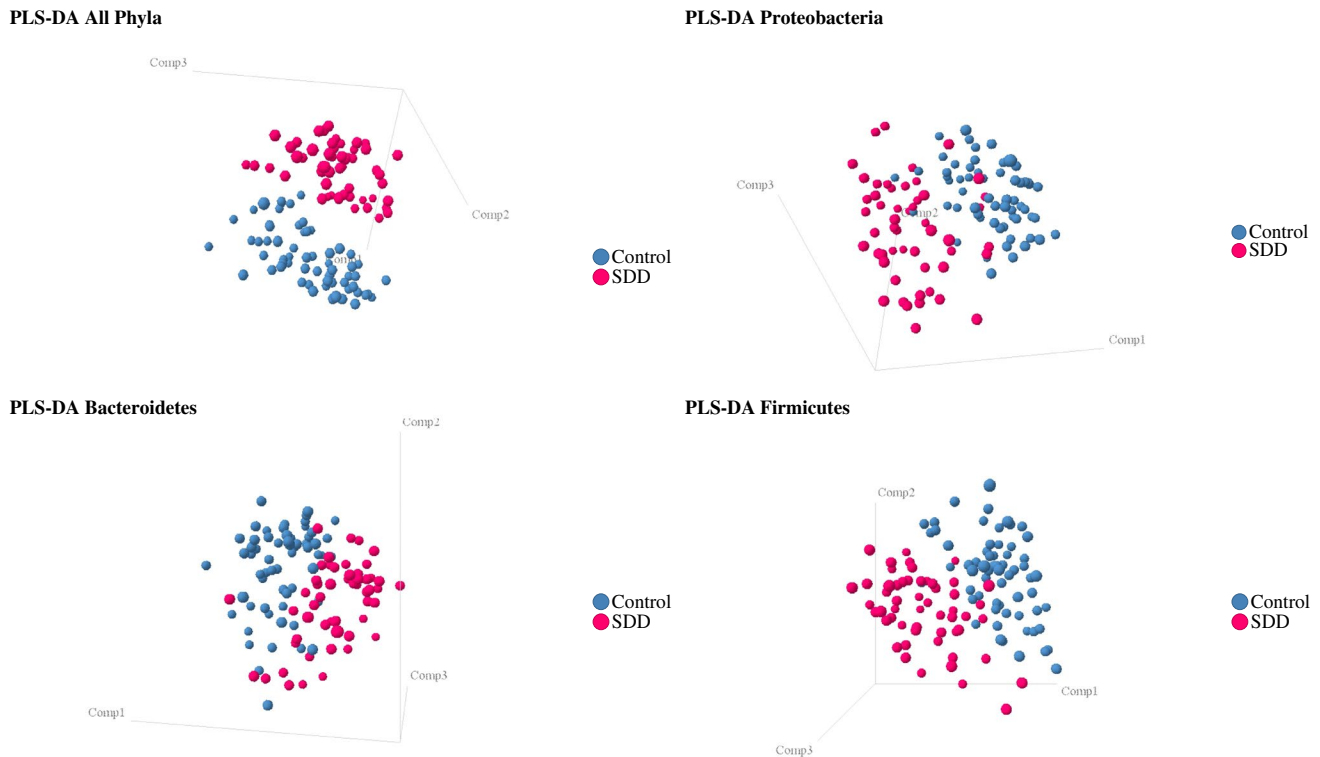 PLS-DA All Phyla
Comp3
Comp2
Comp1
Control
SDD
PLS-DA Proteobacteria
Comp3
Comp2
Comp1
Control
SDD
PLS-DA Bacteroidetes
Comp2
Comp3
Comp1
Control
SDD
PLS-DA Firmicutes
Comp2
Comp1
Comp3
Control
SDD